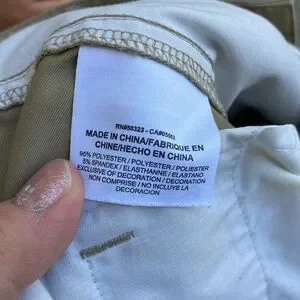 RN#56323 - CA#05553
MADE IN CHINA/FABRIQUE EN
CHINE/HECHO EN CHINA
95% POLYESTER / POLYESTER / POLIESTER
5% SPANDEX / ELASTHANNE / ELASTANO
EXCLUSIVE OF DECORATION / DECORATION
NON COMPRISE / NO INCLUYE LA
DECORACION